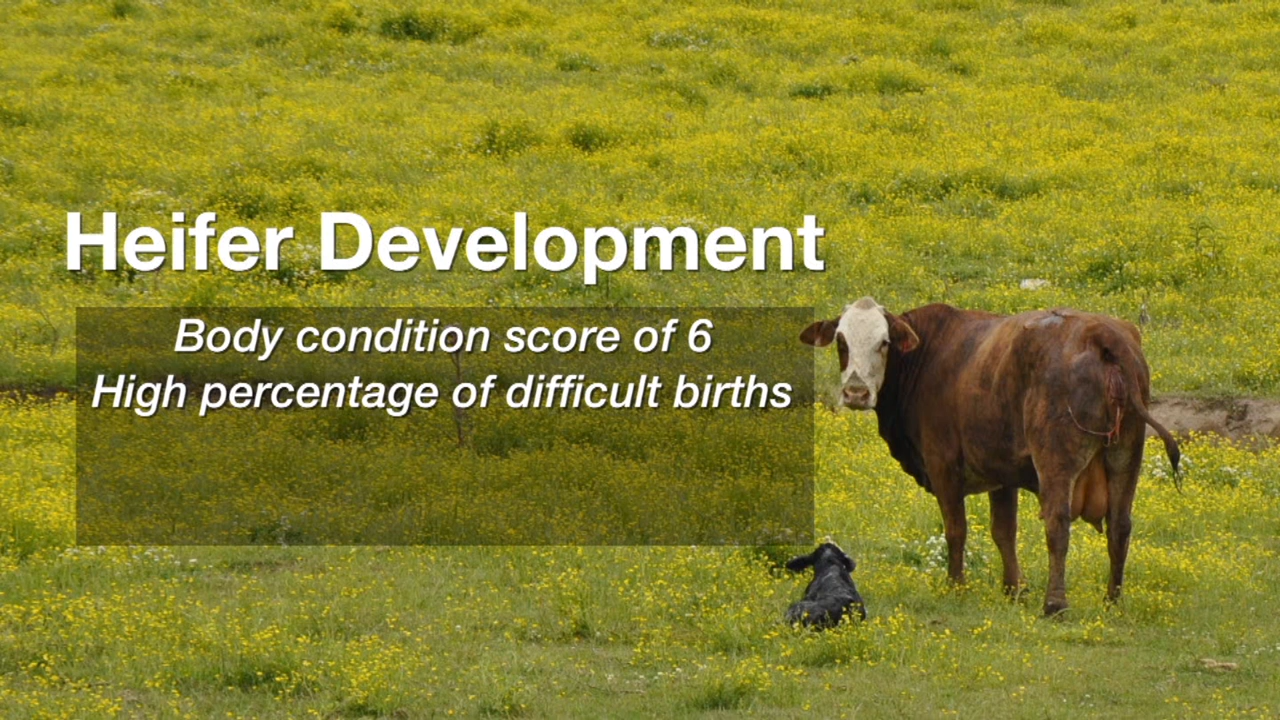 Heifer Development
Body condition score of 6
High percentage of difficult births